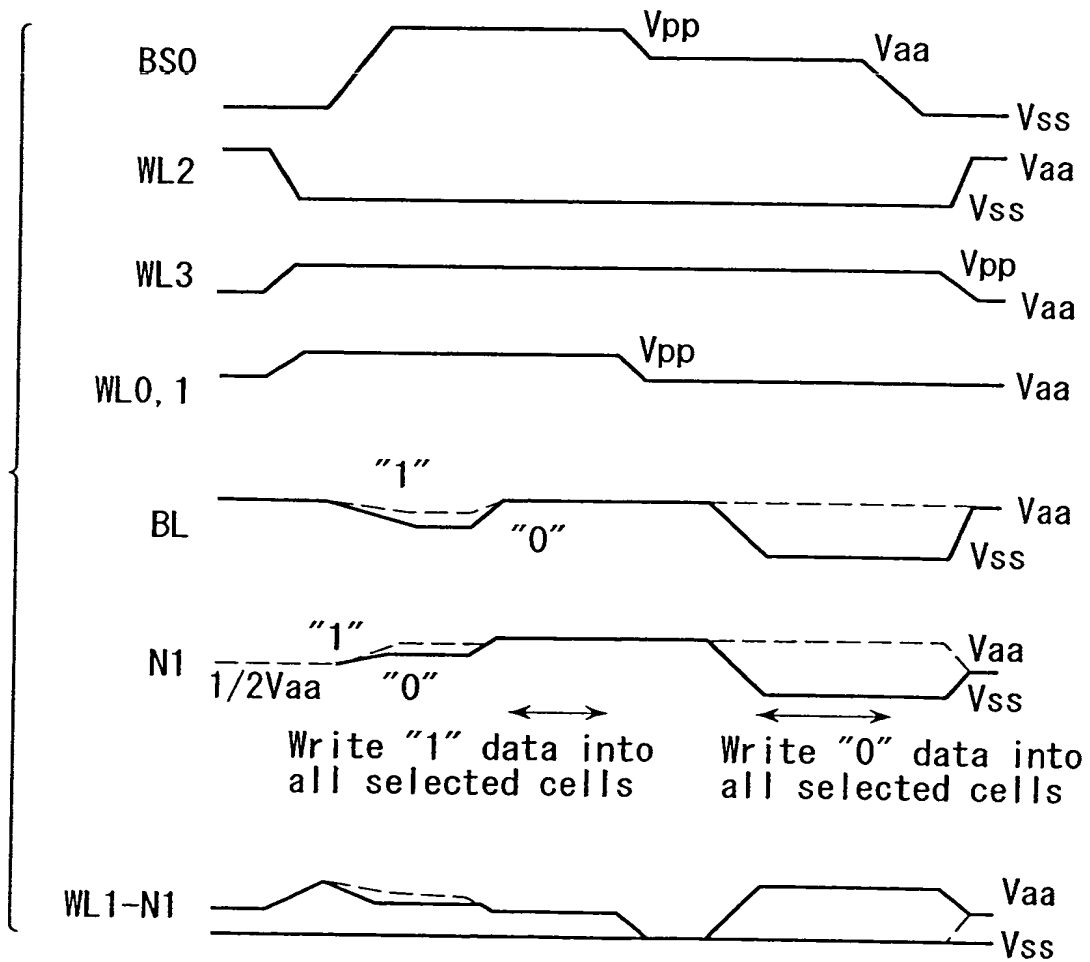 BS0
Vpp
Vaa
Vss
WL2
Vaa
Vss
WL3
Vpp
Vaa
WL0,1
Vpp
Vaa
BL
"1"
"0"
Vaa
Vss
N1
"1"
1/2Vaa
"0"
Vaa
Vss
Write "1" data into
all selected cells
Write "0" data into
all selected cells
WL1-N1
Vaa
Vss